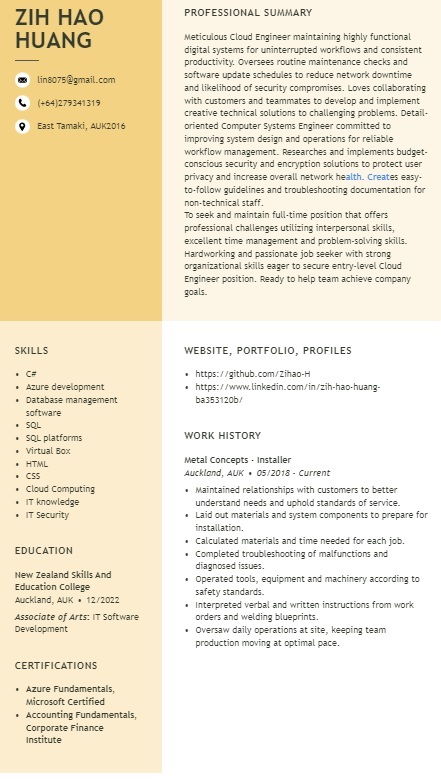 ZIH HAO
HUANG
lin8075@gmail.com
(+64)279341319
East Tamaki, AUK2016
PROFESSIONAL SUMMARY
Meticulous Cloud Engineer maintaining highly functional
digital systems for uninterrupted workflows and consistent
productivity. Oversees routine maintenance checks and
software update schedules to reduce network downtime
and likelihood of security compromises. Loves collaborating
with customers and teammates to develop and implement
creative technical solutions to challenging problems. Detail-
oriented Computer Systems Engineer committed to
improving system design and operations for reliable
workflow management. Researches and implements budget-
conscious security and encryption solutions to protect user
privacy and increase overall network health. Creates easy-
to-follow guidelines and troubleshooting documentation for
non-technical staff.
To seek and maintain full-time position that offers
professional challenges utilizing interpersonal skills,
excellent time management and problem-solving skills.
Hardworking and passionate job seeker with strong
organizational skills eager to secure entry-level Cloud
Engineer position. Ready to help team achieve company
goals.
SKILLS
• C#
• Azure development
• Database management
software
• SQL
• SQL platforms
• Virtual Box
• HTML
• CSS
• Cloud Computing
• IT knowledge
• IT Security
EDUCATION
New Zealand Skills And
Education College
Auckland, AUK • 12/2022
Associate of Arts: IT Software
Development
CERTIFICATIONS
• Azure Fundamentals,
Microsoft Certified
• Accounting Fundamentals,
Corporate Finance
Institute
WEBSITE, PORTFOLIO, PROFILES
• https://github.com/Zihao-H
• https://www.linkedin.com/in/zih-hao-huang-
ba353120b/
WORK HISTORY
Metal Concepts - Installer
Auckland, AUK • 05/2018 - Current
• Maintained relationships with customers to better
understand needs and uphold standards of service.
• Laid out materials and system components to prepare for
installation.
• Calculated materials and time needed for each job.
• Completed troubleshooting of malfunctions and
diagnosed issues.
• Operated tools, equipment and machinery according to
safety standards.
• Interpreted verbal and written instructions from work
orders and welding blueprints.
• Oversaw daily operations at site, keeping team
production moving at optimal pace.